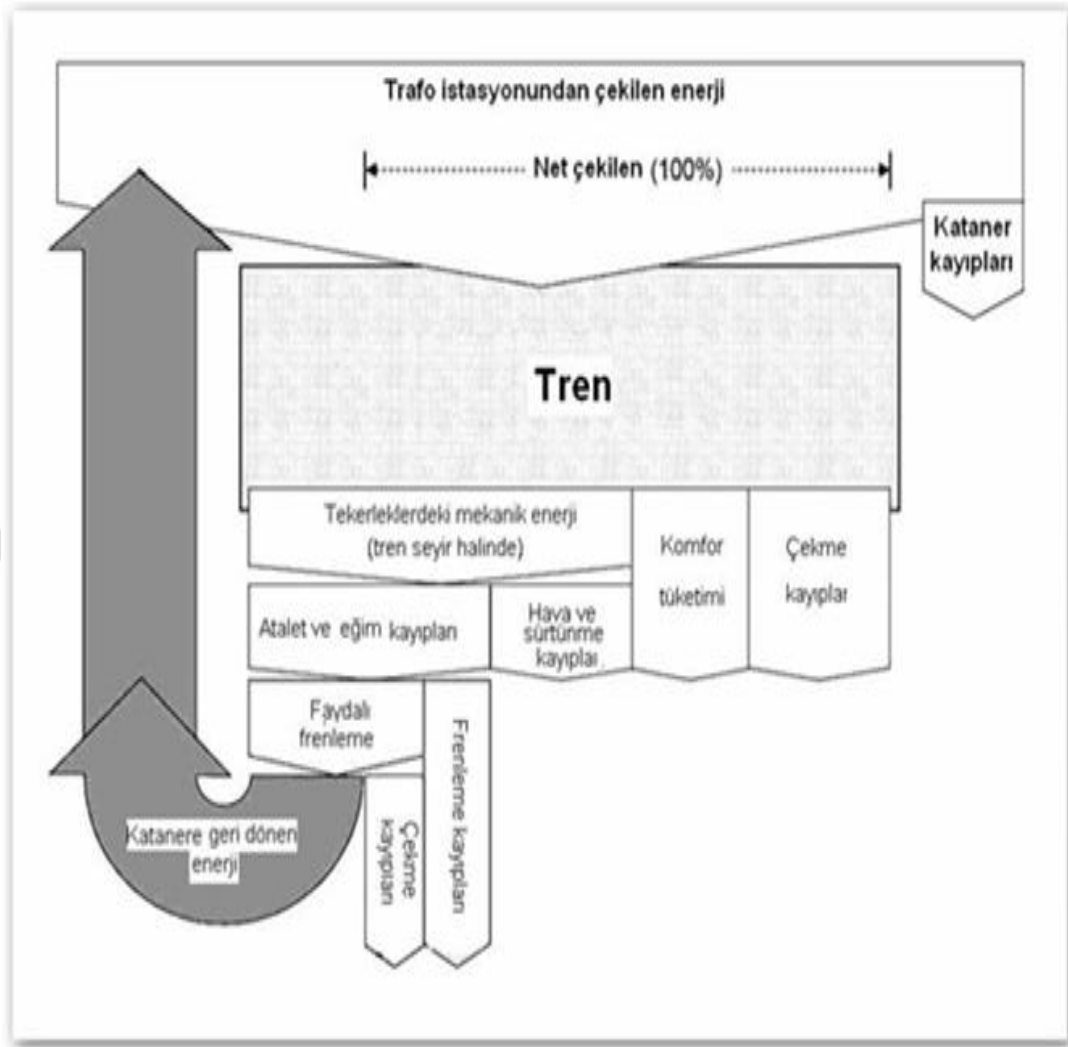 Trafo istasyonundan çekilen enerji
Net çekilen (100%)
Kataner
kayıpları
Tren
Tekerleklerdeki mekanik enerji
(tren seyir halinde)
Komfor
tüketimi
Çekme
kayıplar
Atalet ve eğim kayıpları
Hava ve
sürtünme
kayıplaı
Faydalı
frenleme
Frenleme kayıpları
Çekme
kayıpları
Katanere geri dönen
enerji